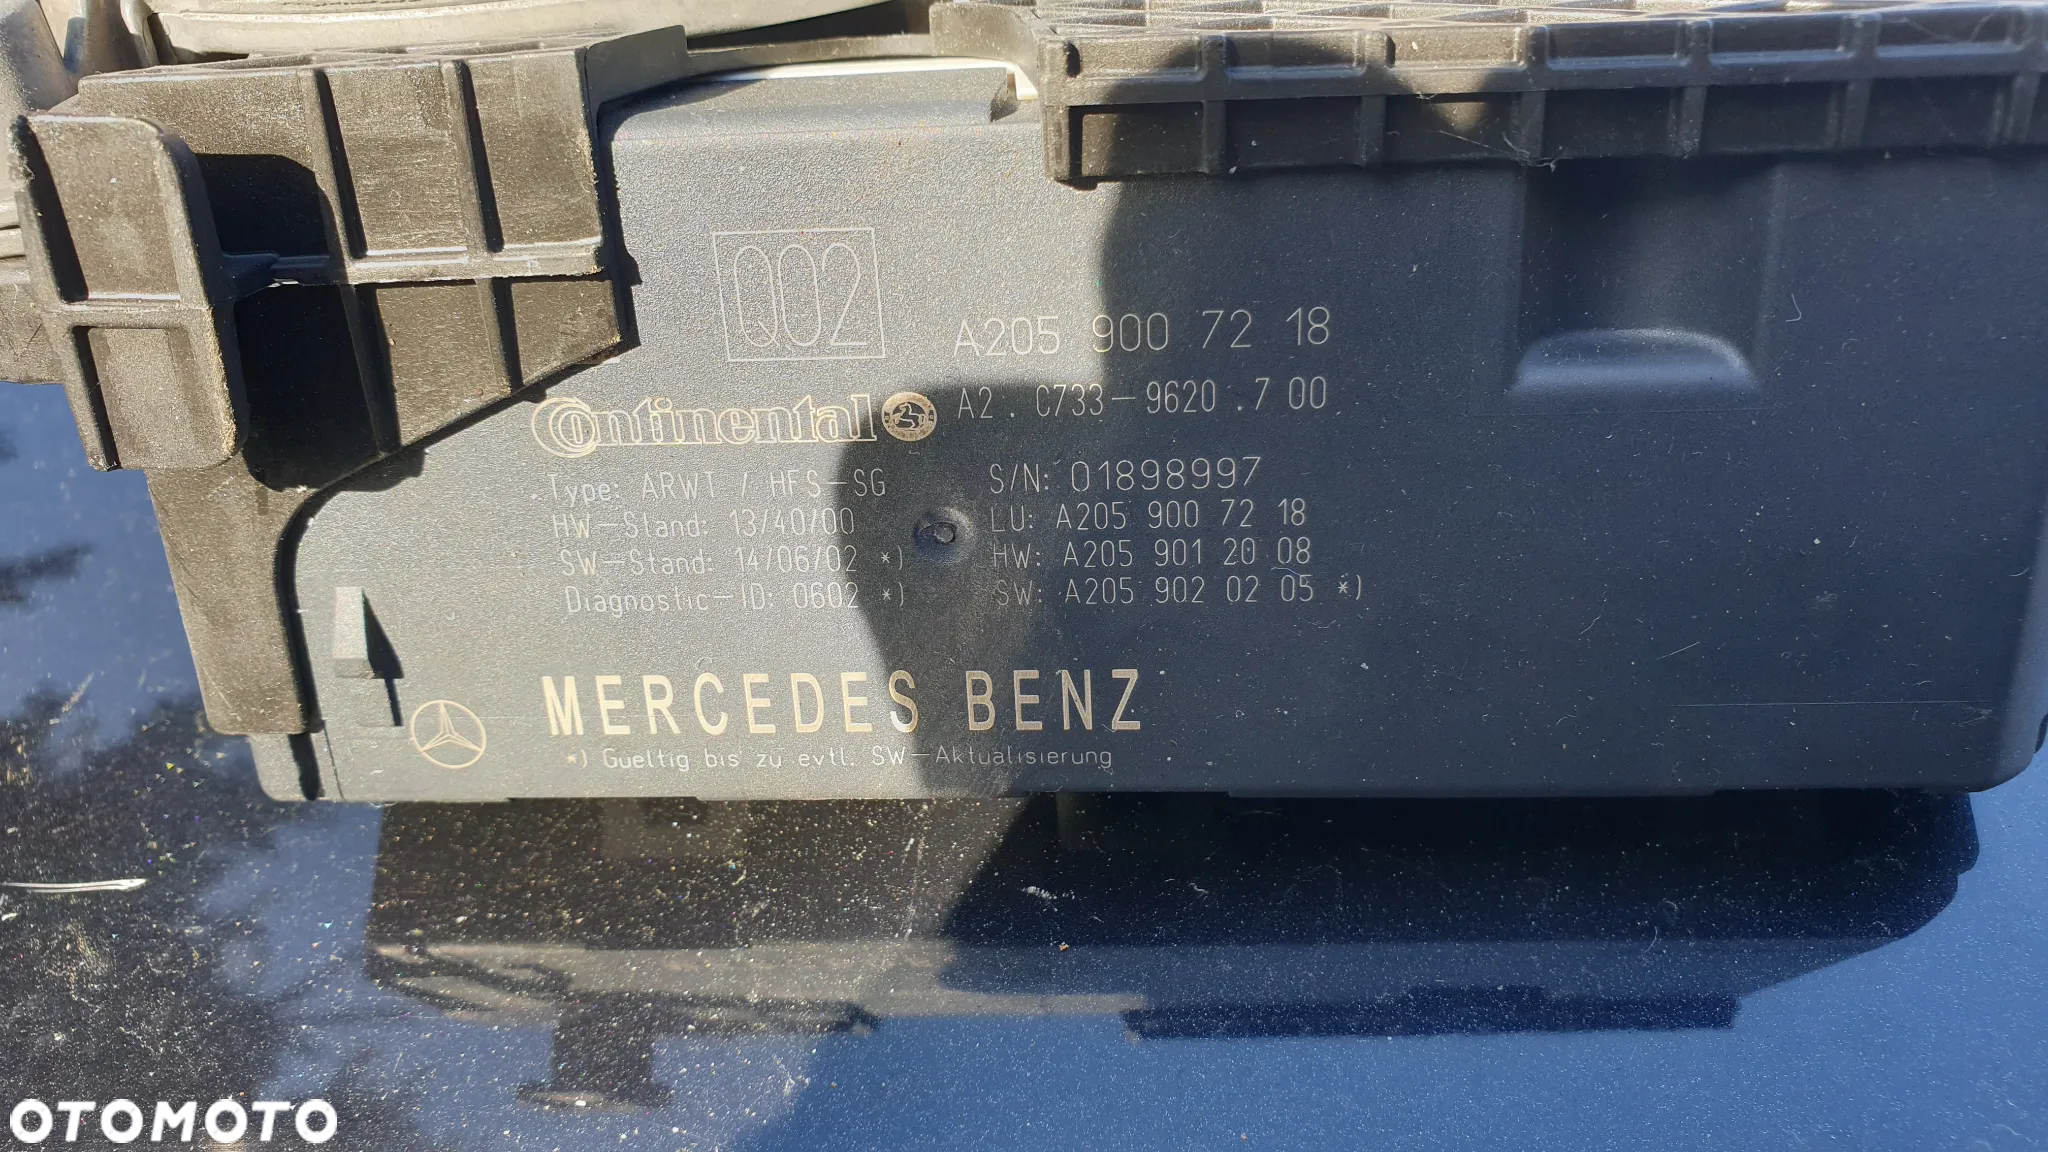 Q02
A205 900 72 18
Continental
A2 . C733-9620 .7 00
Type: ARWT / HFS-SG
S/N: 01898997
HW-Stand: 13/40/00
LU: A205 900 72 18
SW-Stand: 14/06/02 *)
HW: A205 901 20 08
Diagnostic-ID: 0602 *)
SW: A205 902 02 05 *)
MERCEDES BENZ
*) Gueltig bis zu evtl. SW-Aktualisierung
OTOMOTO